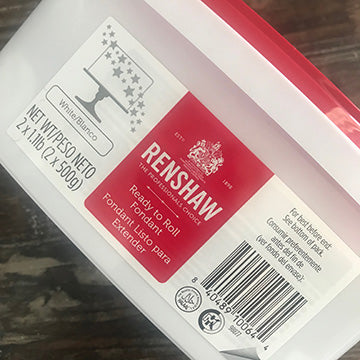 White/Blanco
NET WT/PESO NETO
2 x 1.1lb (2 x 500g)
ESTD 1898
RENSHAW
THE PROFESSIONALS CHOICE
Ready to Roll
Fondant
Fondant Listo para
Extender
For best before end:
See bottom of pack.
Consumir preferentemente
antes del fin de
(ver fondo del envase):